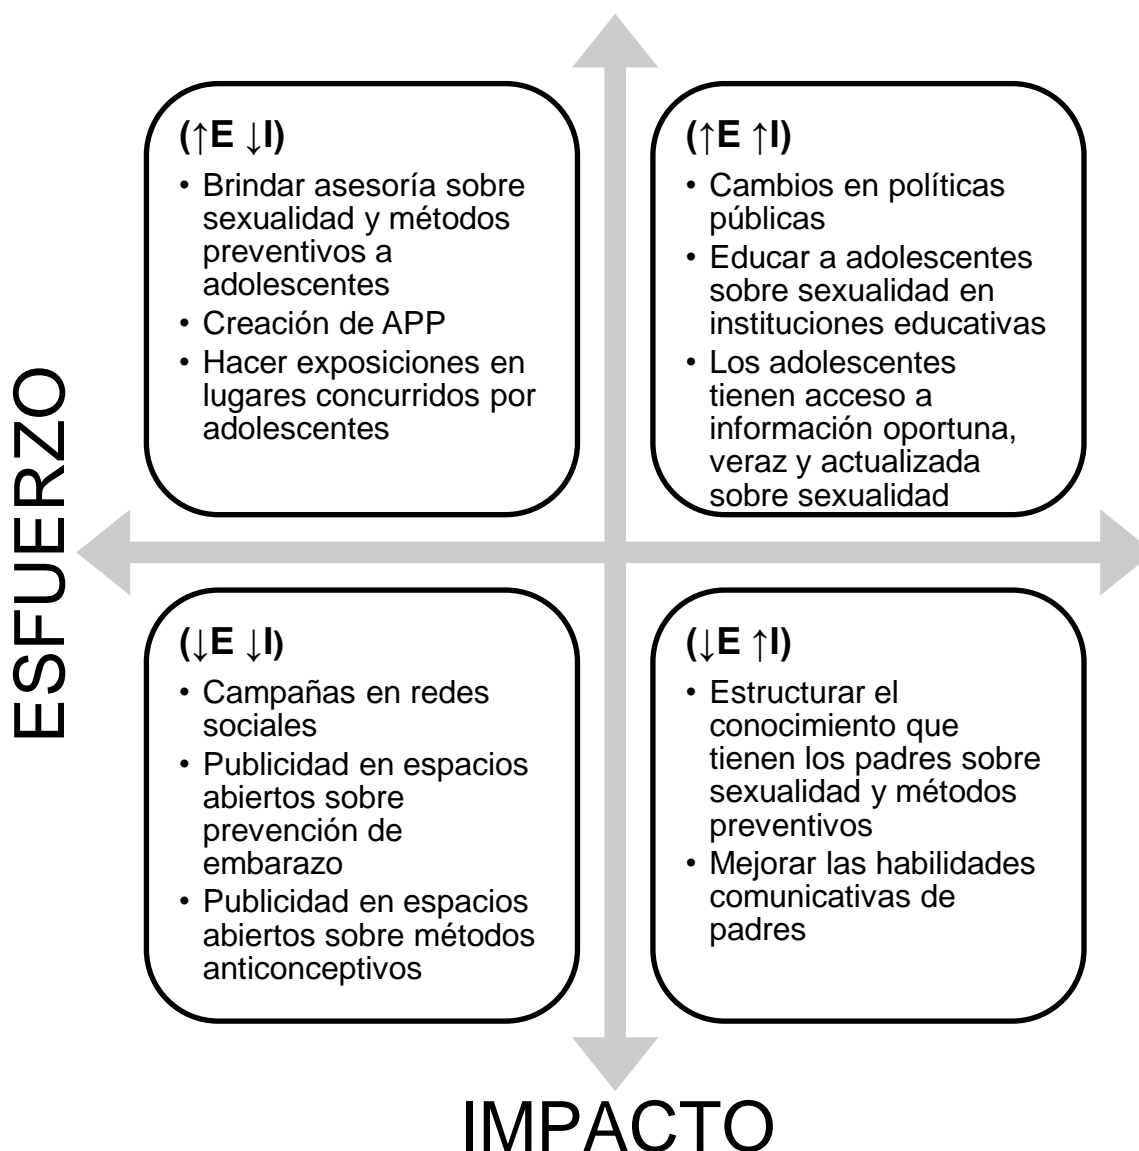 (↑E ↓I)
• Brindar asesoría sobre
sexualidad y métodos
preventivos a
adolescentes
• Creación de APP
• Hacer exposiciones en
lugares concurridos por
adolescentes
(↑E ↑I)
• Cambios en políticas
públicas
• Educar a adolescentes
sobre sexualidad en
instituciones educativas
• Los adolescentes
tienen acceso a
información oportuna,
veraz y actualizada
sobre sexualidad
ESFUERZO
(↓E ↓I)
• Campañas en redes
sociales
• Publicidad en espacios
abiertos sobre
prevención de
embarazo
• Publicidad en espacios
abiertos sobre métodos
anticonceptivos
(↓E ↑I)
• Estructurar el
conocimiento que
tienen los padres sobre
sexualidad y métodos
preventivos
• Mejorar las habilidades
comunicativas de
padres
IMPACTO